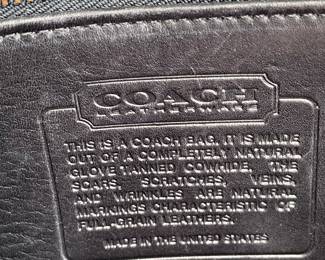 COACH
LEATHERWARE
THIS IS A COACH BAG. IT IS MADE
OUT OF A COMPLETELY NATURAL
GLOVE TANNED COWHIDE, THE
SCARS, SCRATCHES, VEINS,
AND WRINKLES ARE NATURAL
MARKINGS CHARACTERISTIC OF
FULL-GRAIN LEATHERS.
MADE IN THE UNITED STATES